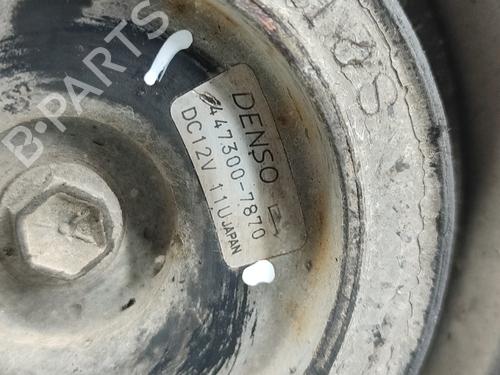 B-PARTS
DENSO
447300-7870
DC12V 11U JAPAN